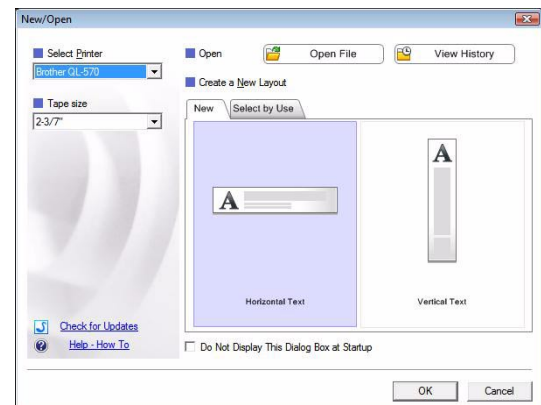 New/Open
Select Printer
Brother QL-570
Tape size
2-3/7"
Check for Updates
Help - How To
Open
Open File
View History
Create a New Layout
New
Select by Use
A
Horizontal Text
A
Vertical Text
Do Not Display This Dialog Box at Startup
OK
Cancel